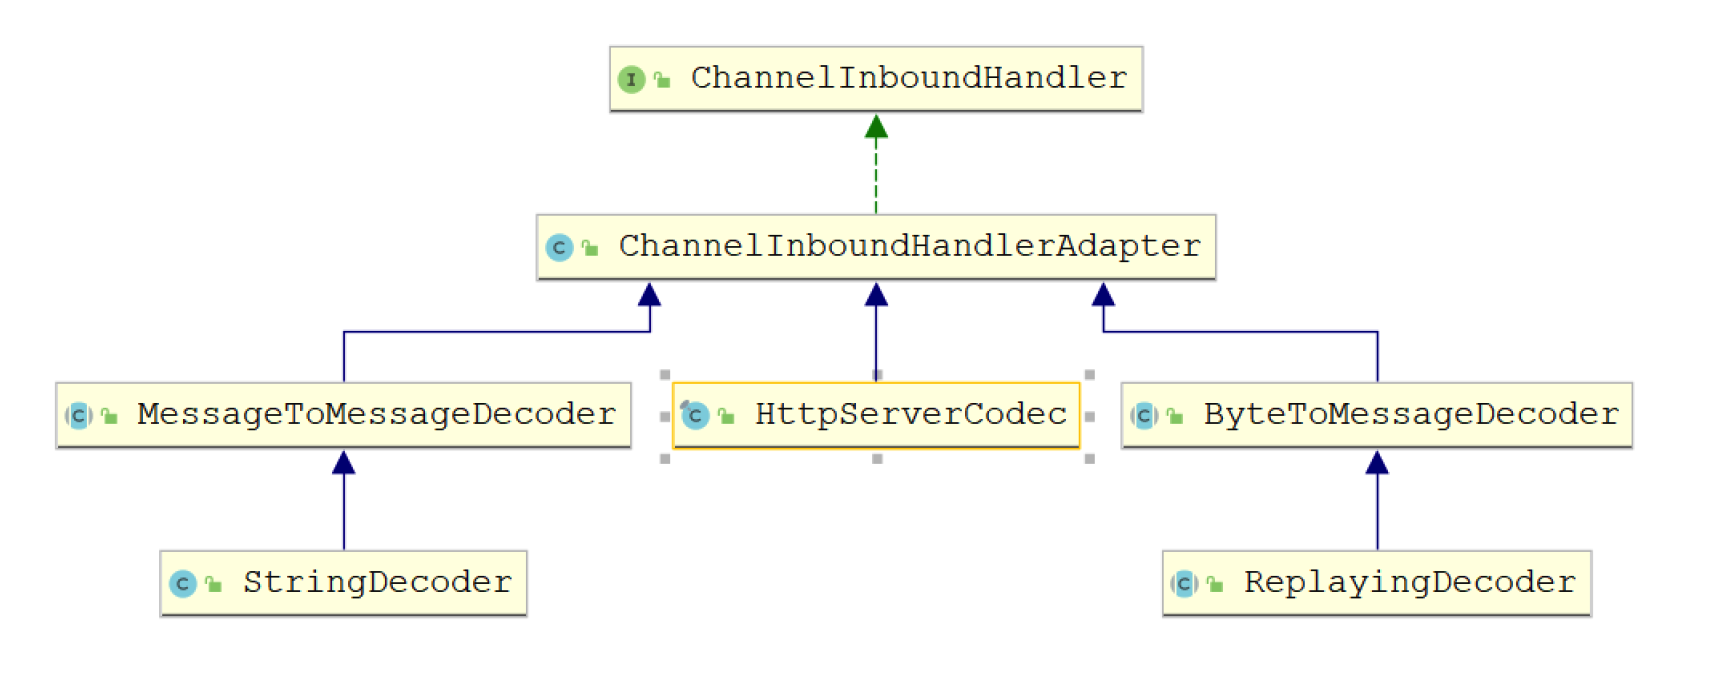 I ChannelInboundHandler
C ChannelInboundHandlerAdapter
C MessageToMessageDecoder
C HttpServerCodec
C ByteToMessageDecoder
C StringDecoder
C ReplayingDecoder